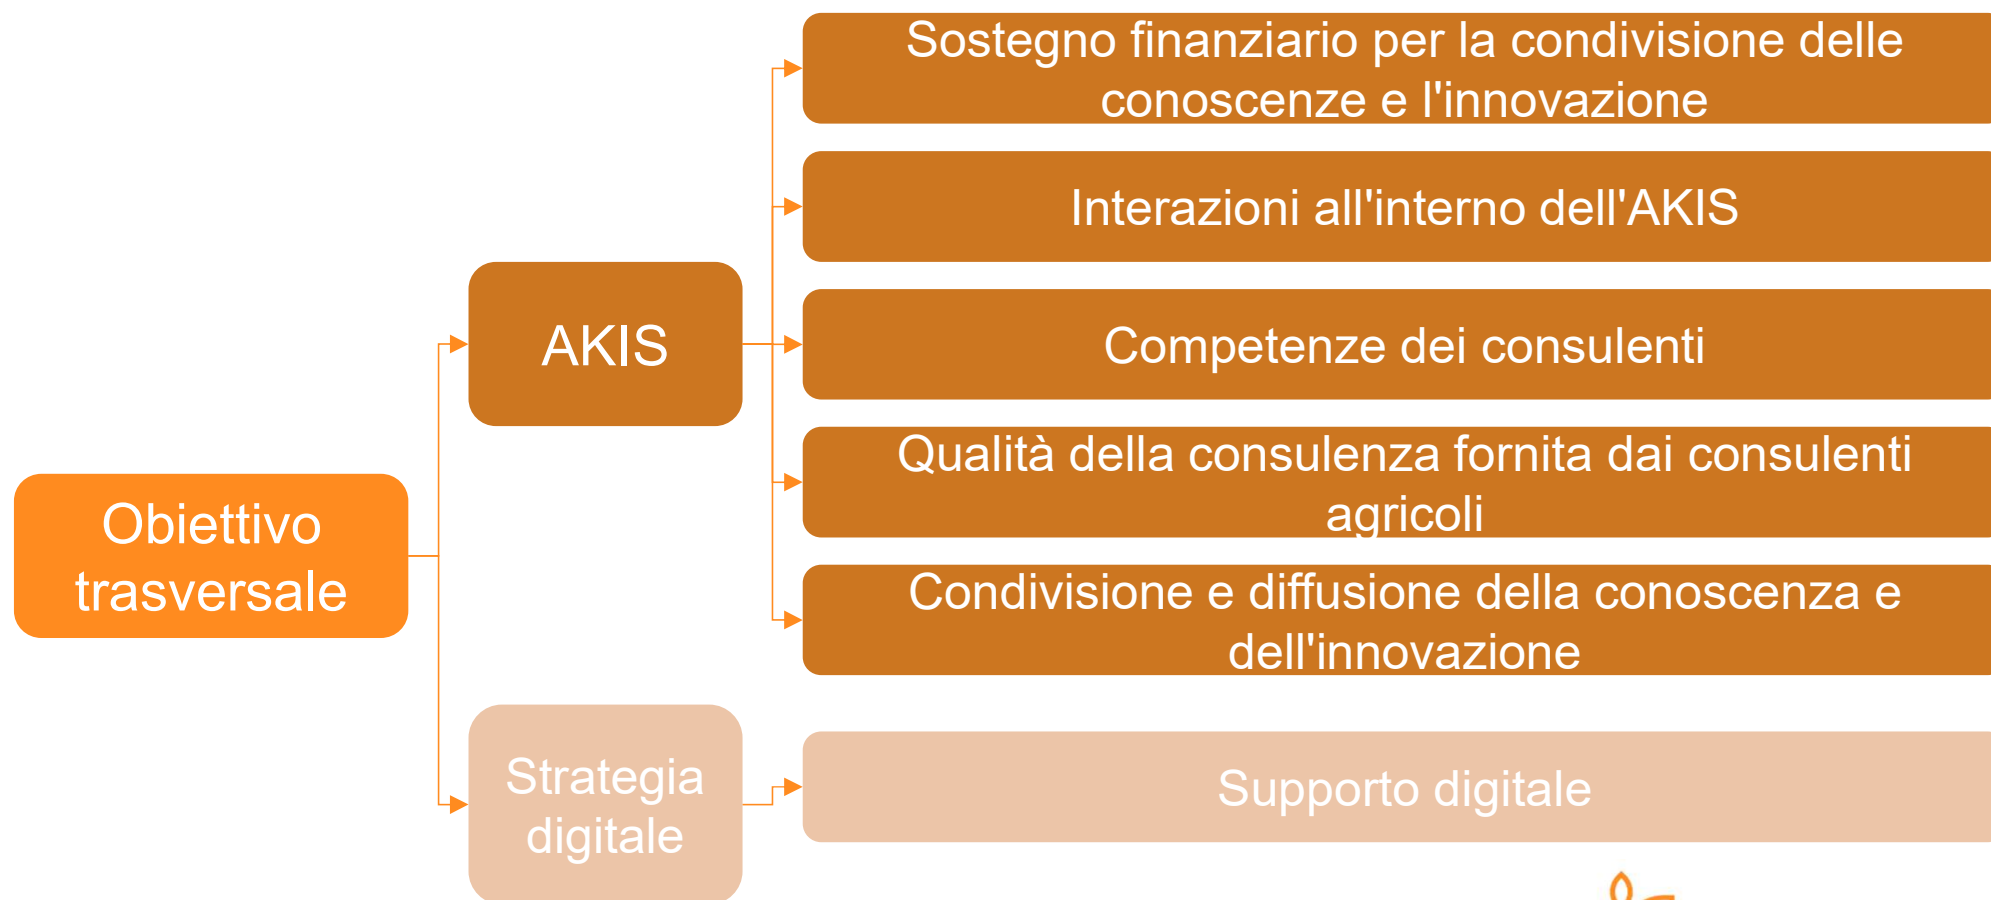 Sostegno finanziario per la condivisione delle
conoscenze e l'innovazione
Interazioni all'interno dell'AKIS
AKIS
Competenze dei consulenti
Qualità della consulenza fornita dai consulenti
agricoli
Obiettivo
trasversale
Condivisione e diffusione della conoscenza e
dell'innovazione
Strategia
digitale
Supporto digitale